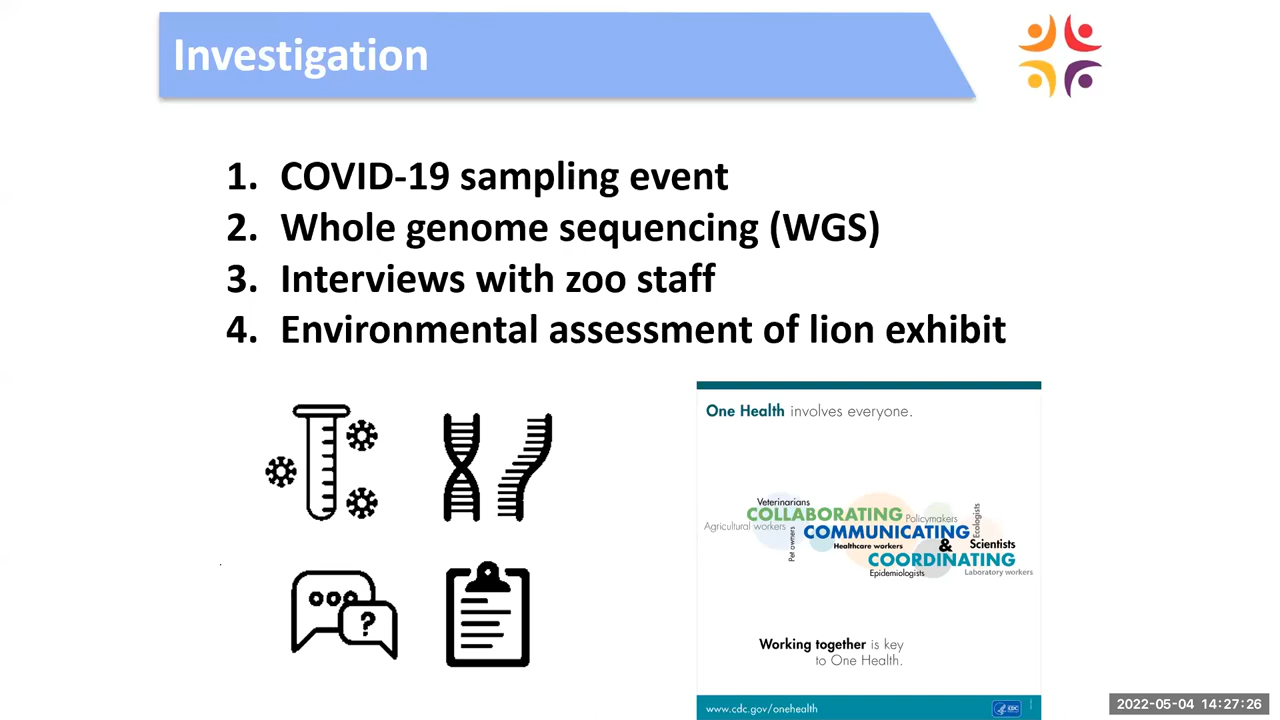 Investigation
1. COVID-19 sampling event
2. Whole genome sequencing (WGS)
3. Interviews with zoo staff
4. Environmental assessment of lion exhibit
?
One Health involves everyone.
Veterinarians
COLLABORATING
Policymakers
Ecologists
Agricultural workers
Pet owners
COMMUNICATING
Healthcare workers
&
Scientists
COORDINATING
Epidemiologists
Laboratory workers
Working together is key
to One Health.
www.cdc.gov/onehealth
CDC
2022-05-04 14:27:26